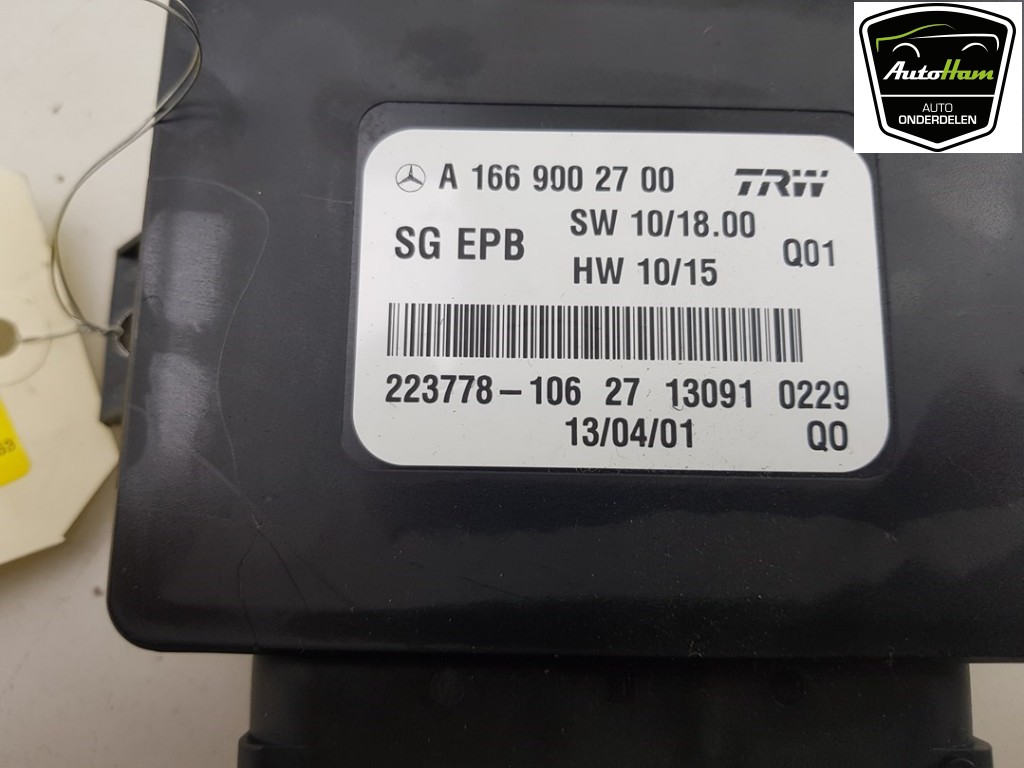 AutoHam
AUTO
ONDERDELEN
A 166 900 27 00 TRW
SG EPB SW 10/18.00 Q01
HW 10/15
223778-106 27 13091 0229
13/04/01 Q0